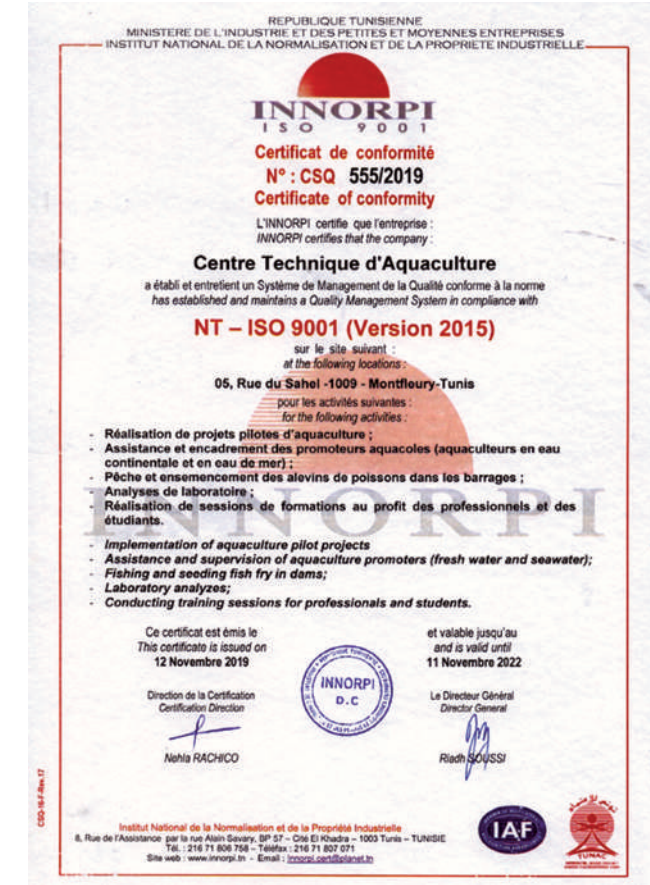 REPUBLIQUE TUNISIENNE
MINISTERE DE L'INDUSTRIE ET DES PETITES ET MOYENNES ENTREPRISES
INSTITUT NATIONAL DE LA NORMALISATION ET DE LA PROPRIETE INDUSTRIELLE
INNORPI
ISO 9001
Certificat de conformité
N° : CSQ 555/2019
Certificate of conformity
L'INNORPI certifie que l'entreprise :
INNORPI certifies that the company :
Centre Technique d'Aquaculture
a établi et entretient un Système de Management de la Qualité conforme à la norme
has established and maintains a Quality Management System in compliance with
NT – ISO 9001 (Version 2015)
sur le site suivant :
at the following locations :
05, Rue du Sahel -1009 - Montfleury-Tunis
pour les activités suivantes :
for the following activities :
- Réalisation de projets pilotes d'aquaculture ;
- Assistance et encadrement des promoteurs aquacoles (aquaculteurs en eau
continentale et en eau de mer) ;
- Pêche et ensemencement des alevins de poissons dans les barrages ;
- Analyses de laboratoire ;
- Réalisation de sessions de formations au profit des professionnels et des
étudiants.
INNORPI
- Implementation of aquaculture pilot projects
- Assistance and supervision of aquaculture promoters (fresh water and seawater);
- Fishing and seeding fish fry in dams;
- Laboratory analyzes;
- Conducting training sessions for professionals and students.
Ce certificat est émis le
This certificate is issued on
12 Novembre 2019
et valable jusqu'au
and is valid until
11 Novembre 2022
INNORPI
D.C
Direction de la Certification
Certification Direction
Nehla RACHICO
Le Directeur Général
Director General
Riadh SOUSSI
CSQ-16-F-Rev.17
Institut National de la Normalisation et de la Propriété Industrielle
8, Rue de l'Assistance par la rue Alain Savary, BP 57 – Cité El Khadra – 1003 Tunis – TUNISIE
Tél. : 216 71 806 758 – Téléfax : 216 71 807 071
Site web : www.innorpi.tn - Email : Innorpi.cert@planet.tn
IAF
TUNAC